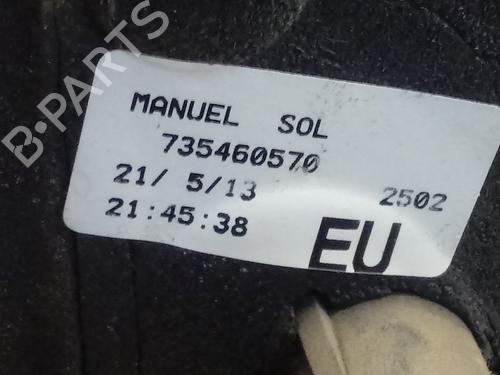 B-PARTS
MANUEL SOL
735460570
21/ 5/13 2502
21:45:38
EU